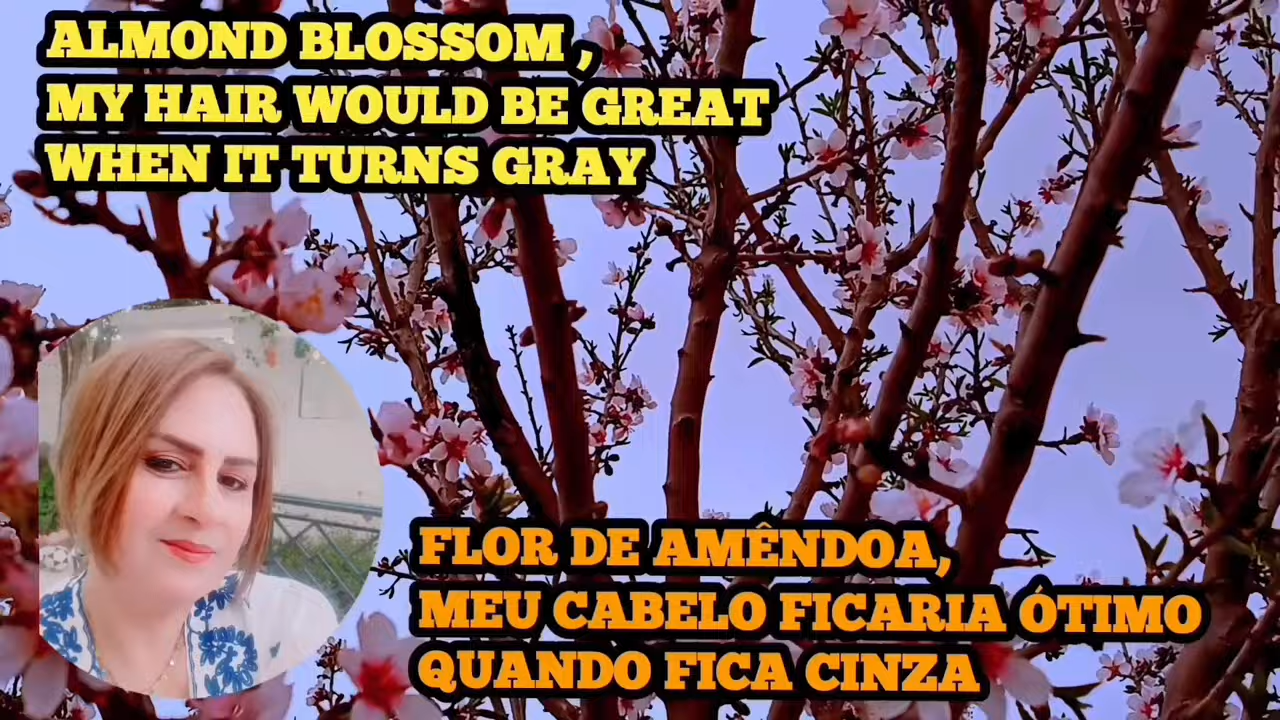 ALMOND BLOSSOM ,
MY HAIR WOULD BE GREAT
WHEN IT TURNS GRAY
FLOR DE AMÊNDOA,
MEU CABELO FICARIA ÓTIMO
QUANDO FICA CINZA